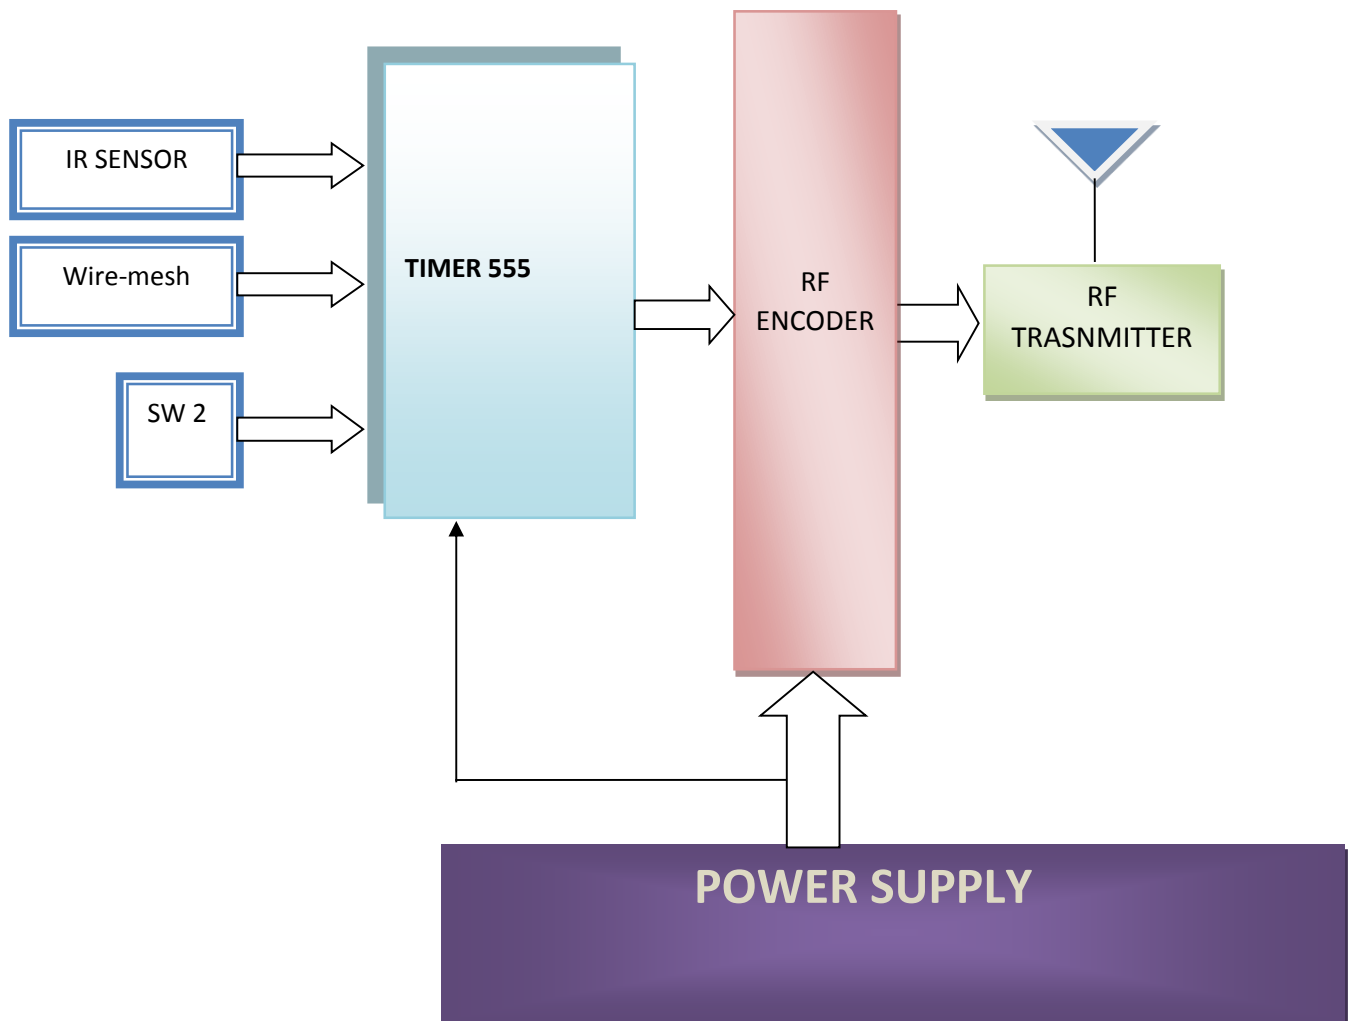 IR SENSOR
Wire-mesh
SW 2
TIMER 555
RF
ENCODER
RF
TRASNMITTER
POWER SUPPLY